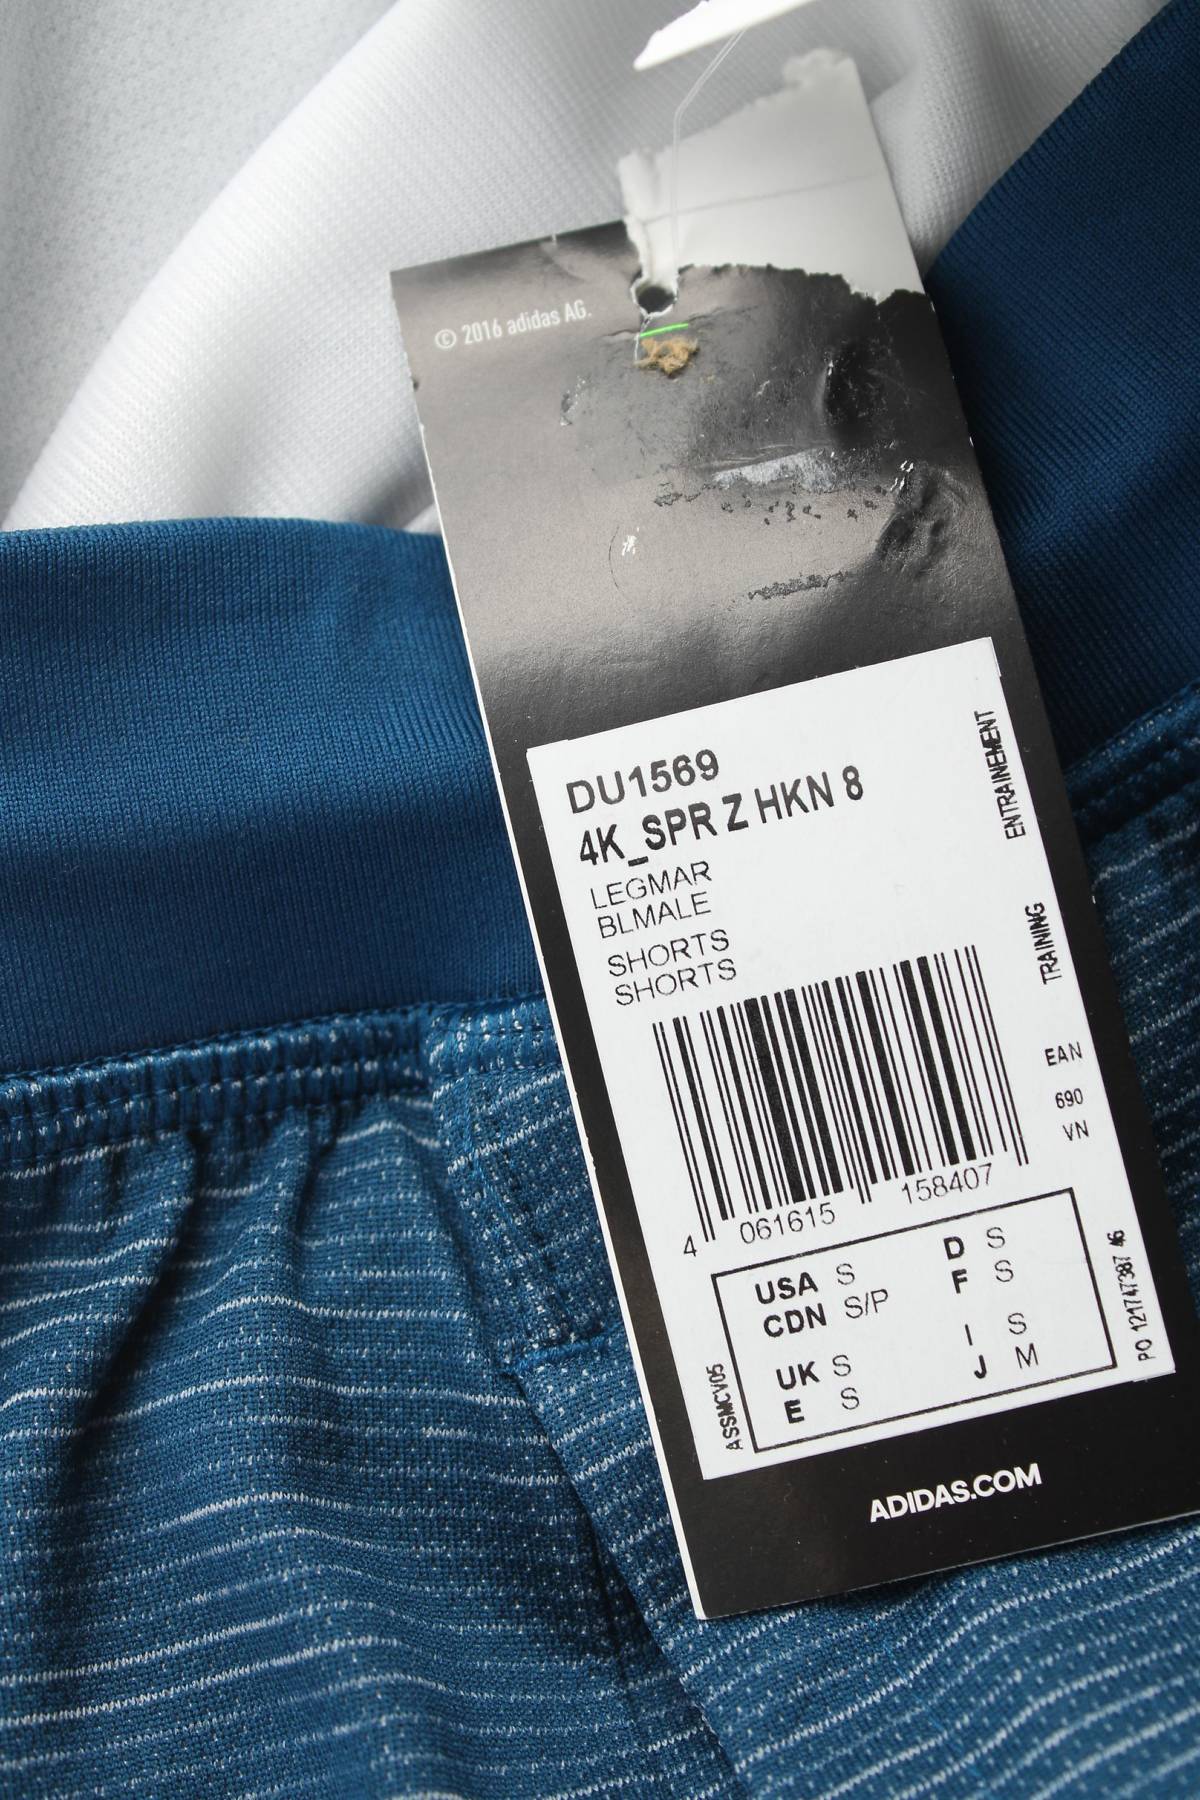 © 2016 adidas AG.
DU1569
4K_SPR Z HKN 8
LEGMAR
BLMALE
SHORTS
SHORTS
ENTRAINEMENT
TRAINING
EAN
690
VN
4 061615 158407
USA S D S
CDN S/P F S
UK S I S
E S J M
ASSMCV05
PO 121747387 46
ADIDAS.COM